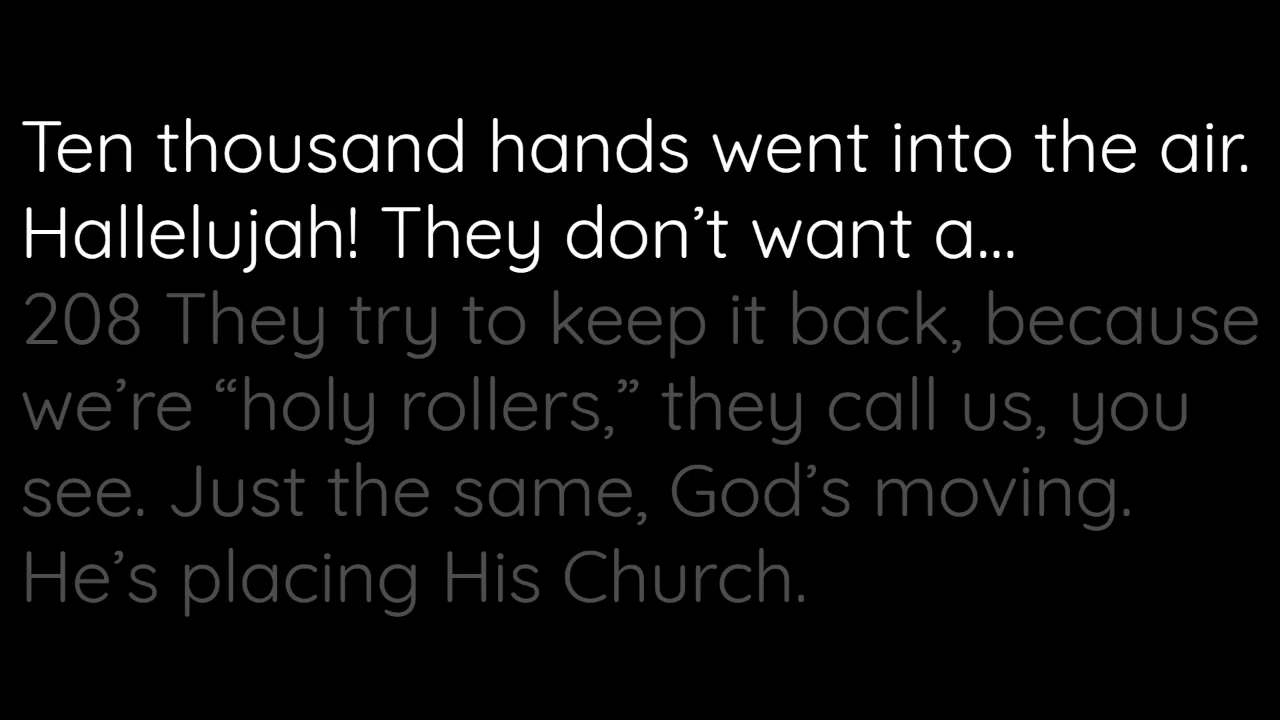 Ten thousand hands went into the air.
Hallelujah! They don’t want a...
208 They try to keep it back, because
we’re “holy rollers,” they call us, you
see. Just the same, God’s moving.
He’s placing His Church.